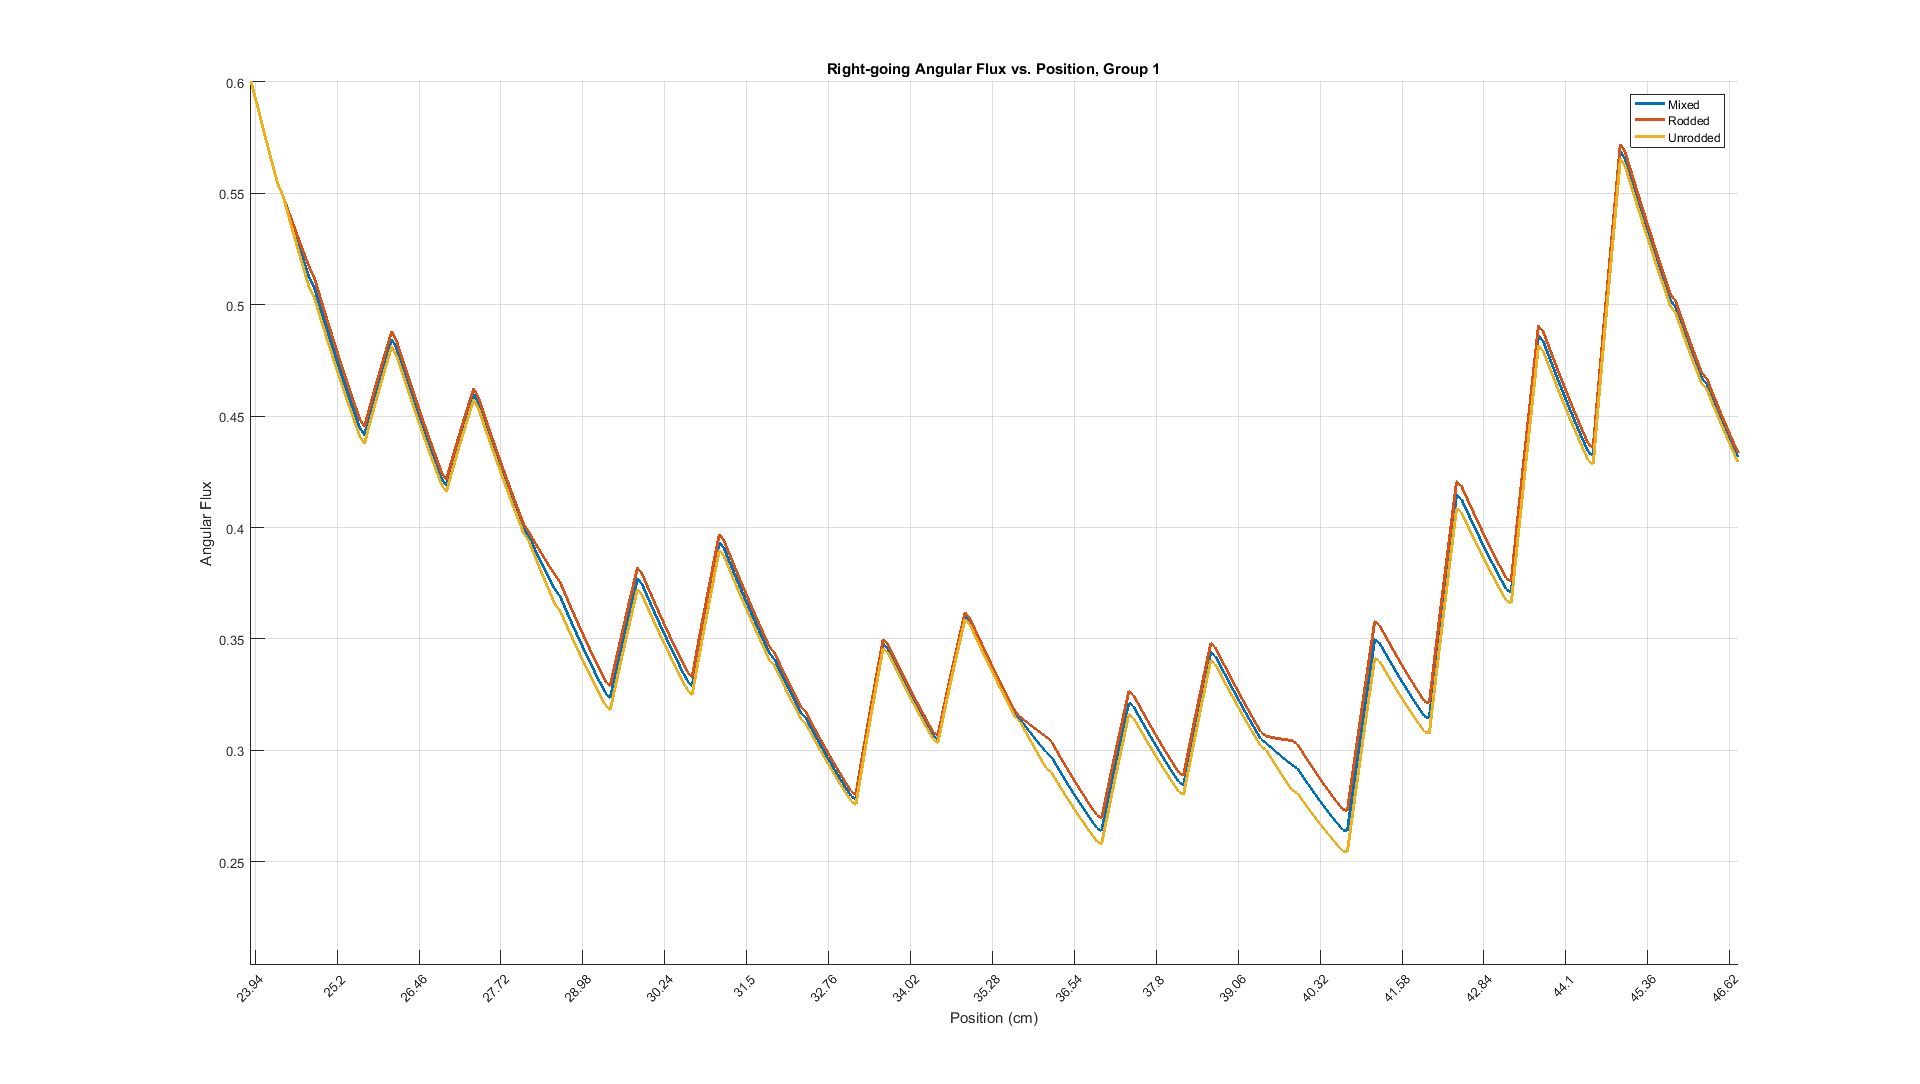 Right-going Angular Flux vs. Position, Group 1
Mixed
Rodded
Unrodded
Angular Flux
0.6
0.55
0.5
0.45
0.4
0.35
0.3
0.25
23.94 25.2 26.46 27.72 28.98 30.24 31.5 32.76 34.02 35.28 36.54 37.8 39.06 40.32 41.58 42.84 44.1 45.36 46.62
Position (cm)